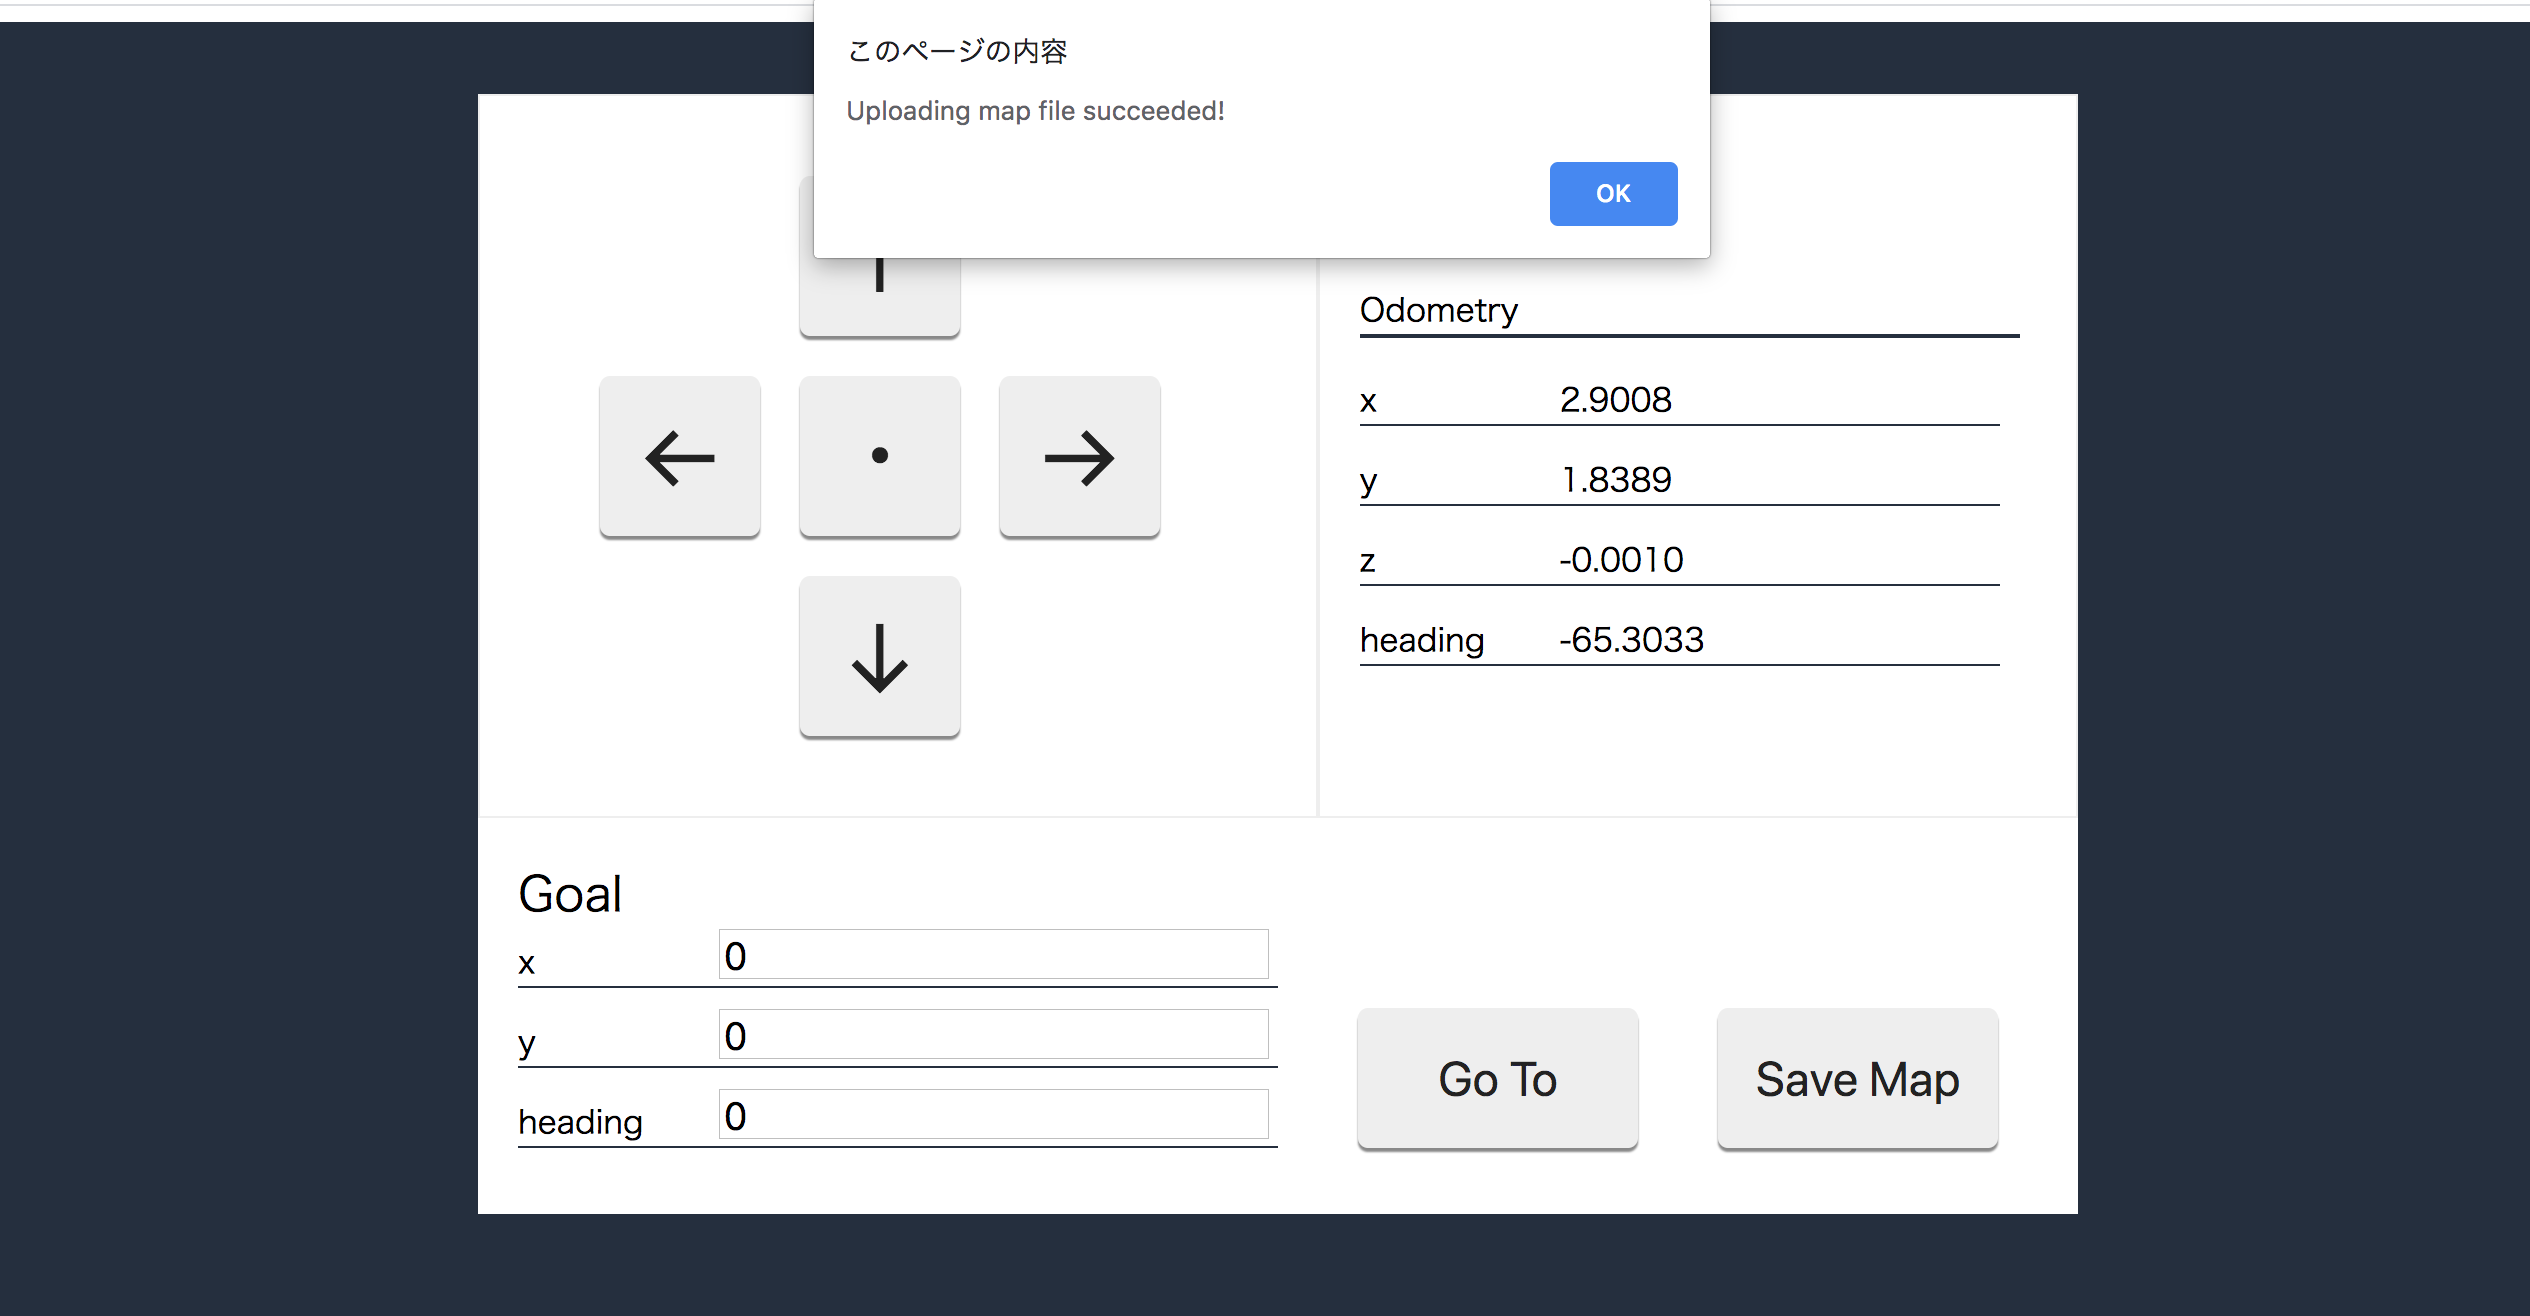 このページの内容
Uploading map file succeeded!
OK
Odometry
x 2.9008
y 1.8389
z -0.0010
heading -65.3033
Goal
x 0
y 0
heading 0
Go To
Save Map